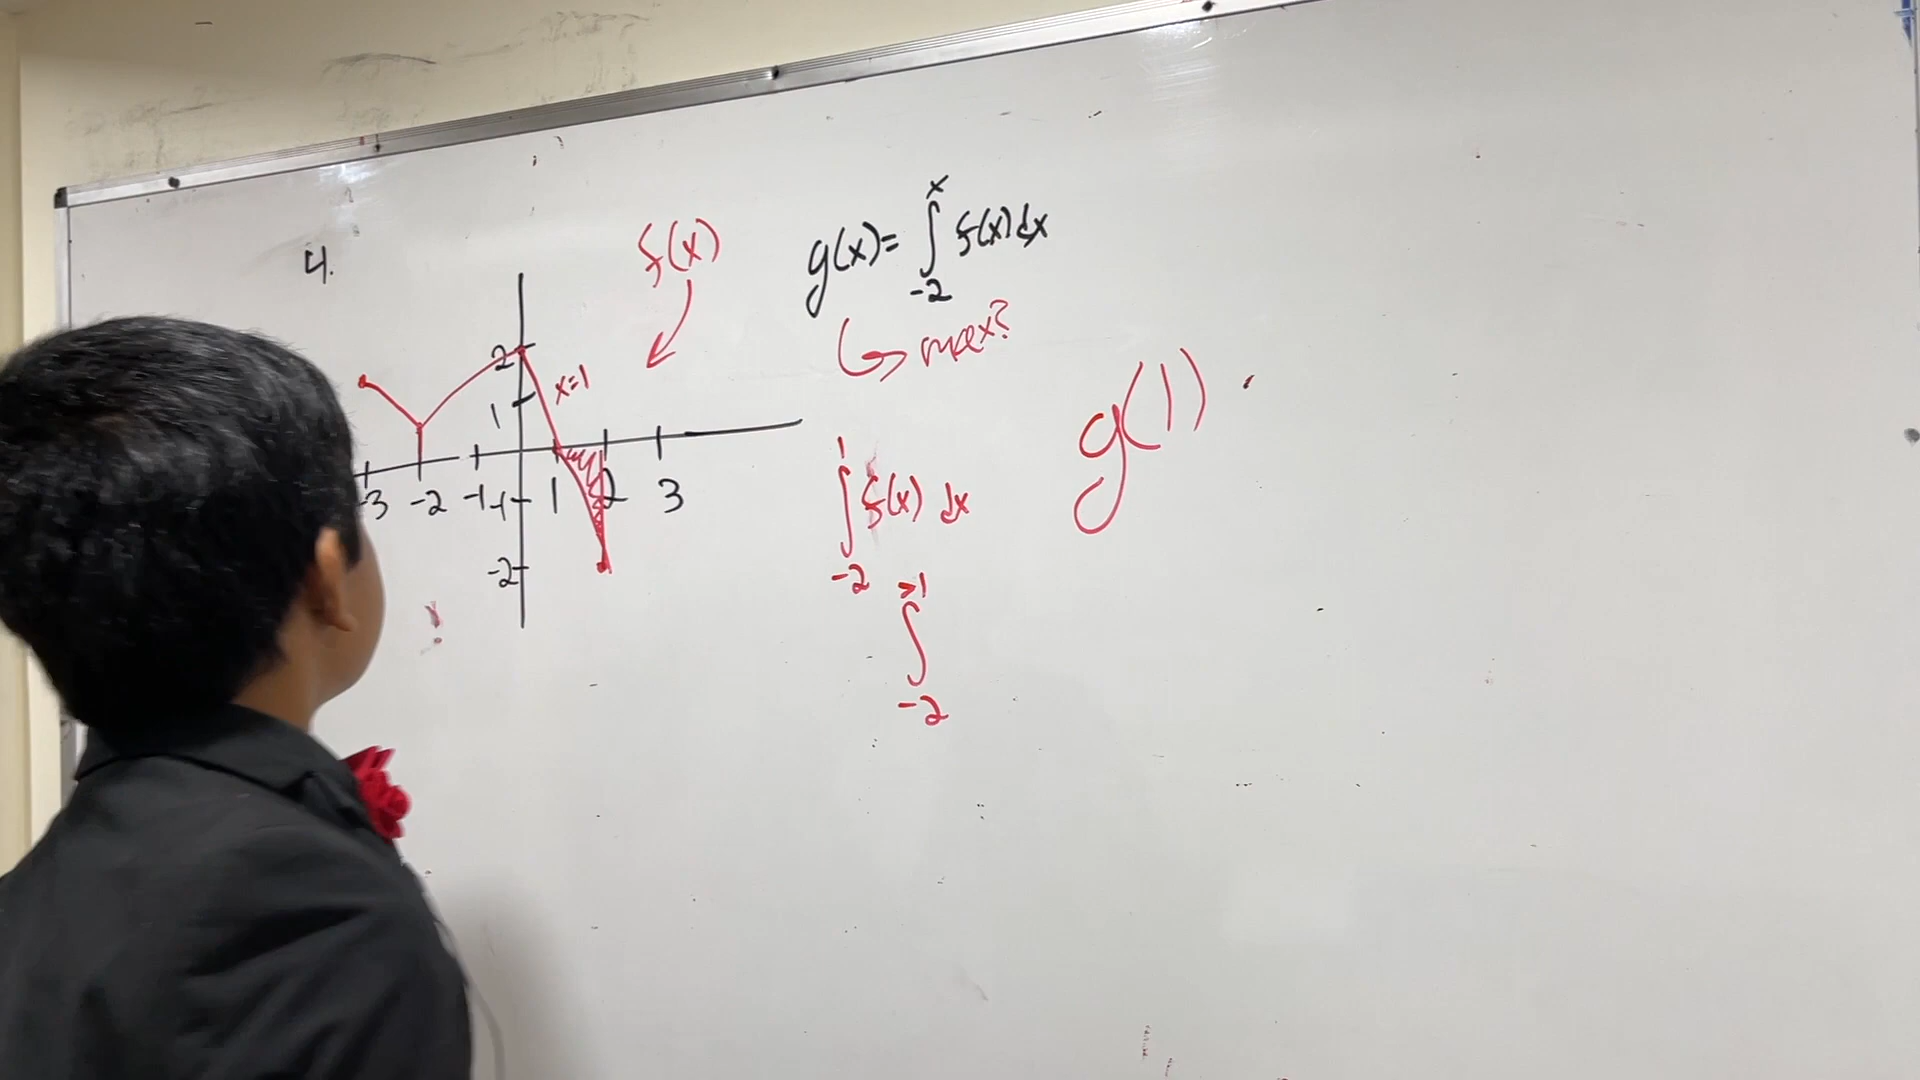 4.
f(x)
g(x)= ∫_{-2}^{x} f(x)dx
max?
2
1
x=1
-3 -2 -1 1 2 3
-1
-2
∫_{-2}^{1} f(x) dx
∫_{-2}^{>1}
g(1)